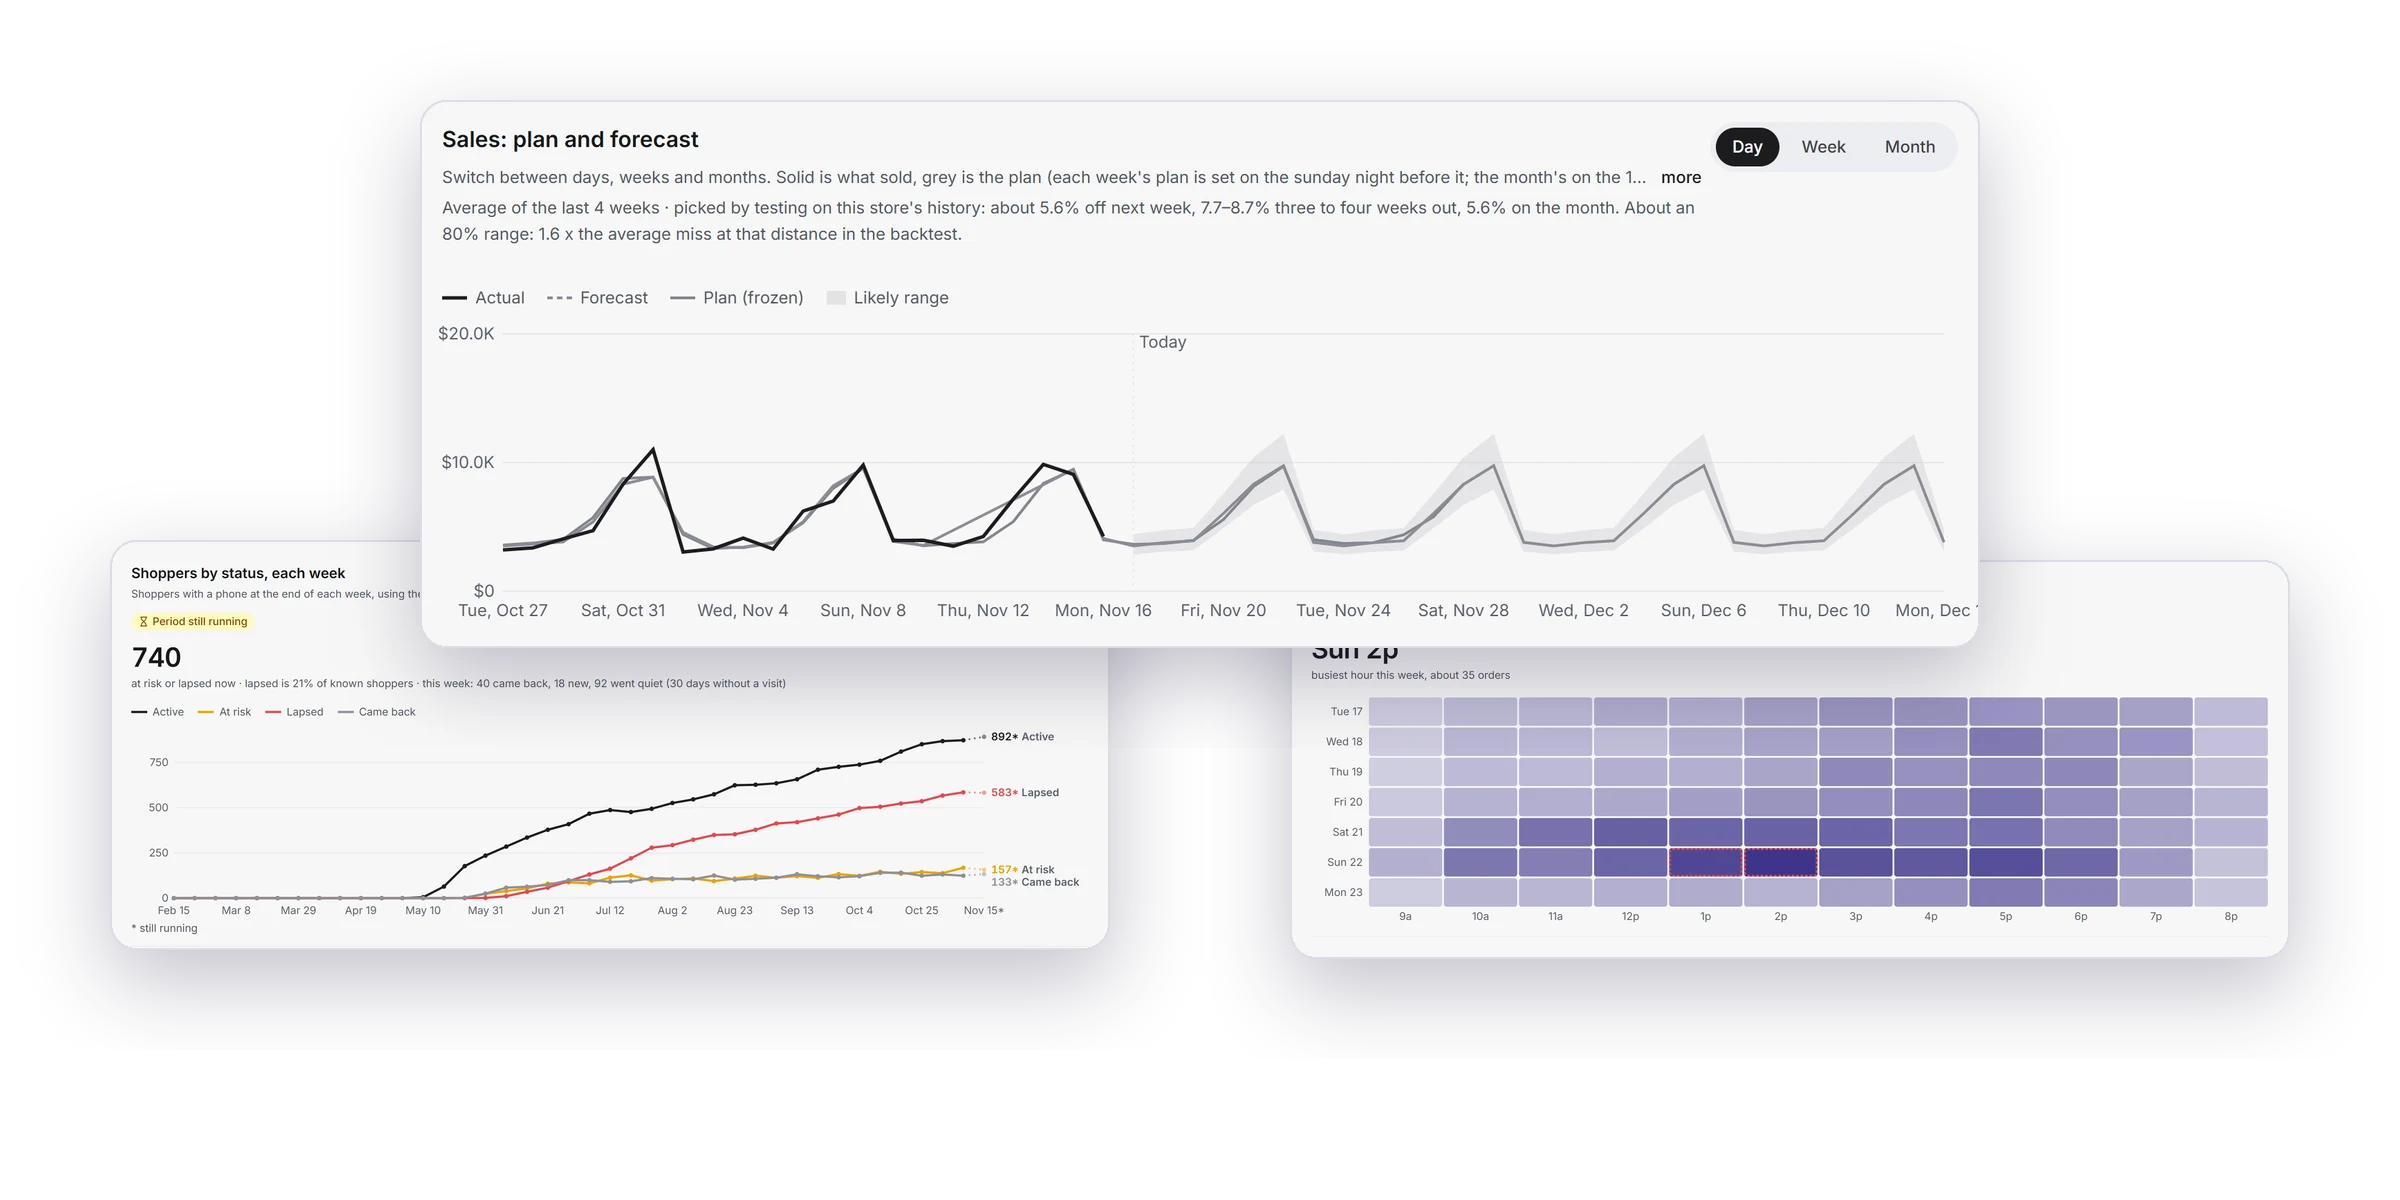 Sales: plan and forecast
Day Week Month
Switch between days, weeks and months. Solid is what sold, grey is the plan (each week's plan is set on the sunday night before it; the month's on the 1... more
Average of the last 4 weeks · picked by testing on this store's history: about 5.6% off next week, 7.7–8.7% three to four weeks out, 5.6% on the month. About an
80% range: 1.6 x the average miss at that distance in the backtest.
Actual Forecast Plan (frozen) Likely range
$20.0K
Today
$10.0K
$0
Tue, Oct 27 Sat, Oct 31 Wed, Nov 4 Sun, Nov 8 Thu, Nov 12 Mon, Nov 16 Fri, Nov 20 Tue, Nov 24 Sat, Nov 28 Wed, Dec 2 Sun, Dec 6 Thu, Dec 10 Mon, Dec
Shoppers by status, each week
Shoppers with a phone at the end of each week, using the
Period still running
740
at risk or lapsed now · lapsed is 21% of known shoppers · this week: 40 came back, 18 new, 92 went quiet (30 days without a visit)
Active At risk Lapsed Came back
892* Active
750
583* Lapsed
500
250
157* At risk
133* Came back
0
Feb 15 Mar 8 Mar 29 Apr 19 May 10 May 31 Jun 21 Jul 12 Aug 2 Aug 23 Sep 13 Oct 4 Oct 25 Nov 15*
* still running
Sun 2p
busiest hour this week, about 35 orders
Tue 17
Wed 18
Thu 19
Fri 20
Sat 21
Sun 22
Mon 23
9a 10a 11a 12p 1p 2p 3p 4p 5p 6p 7p 8p